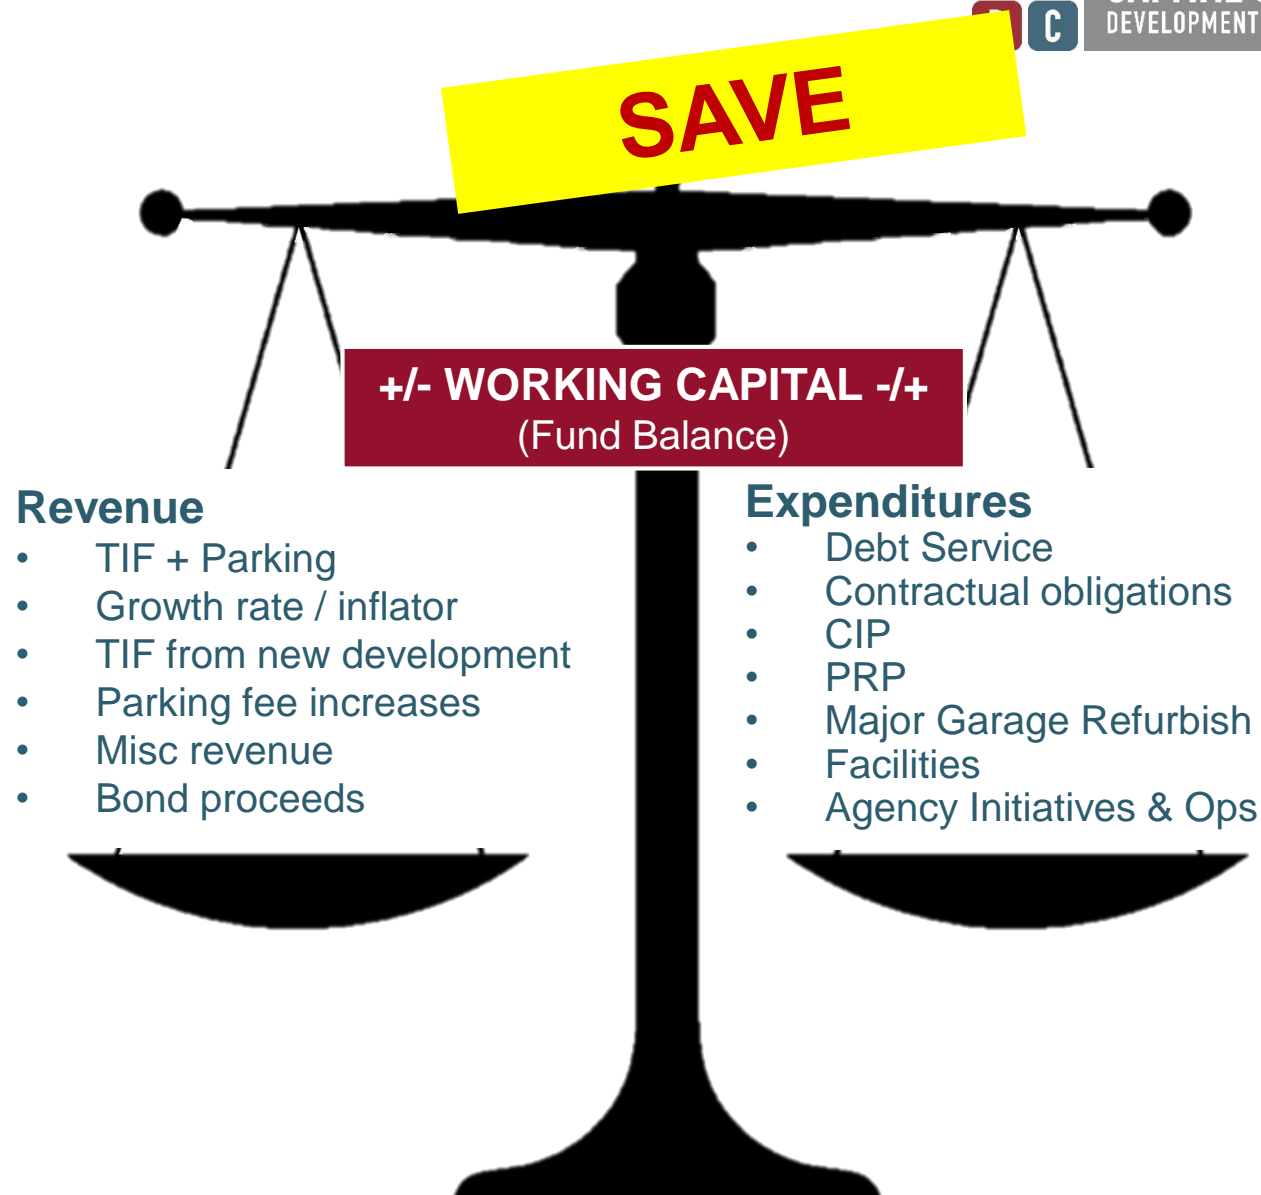 C
DEVELOPMENT
SAVE
+/- WORKING CAPITAL -/+
(Fund Balance)
Revenue
• TIF + Parking
• Growth rate / inflator
• TIF from new development
• Parking fee increases
• Misc revenue
• Bond proceeds
Expenditures
• Debt Service
• Contractual obligations
• CIP
• PRP
• Major Garage Refurbish
• Facilities
• Agency Initiatives & Ops